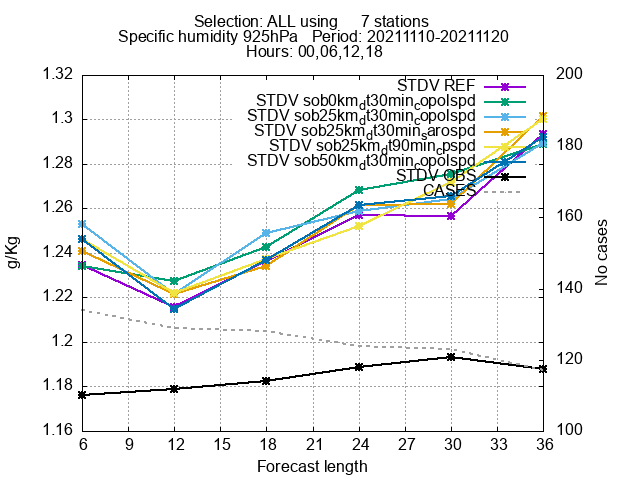 Selection: ALL using 7 stations
Specific humidity 925hPa Period: 20211110-20211120
Hours: 00,06,12,18
STDV REF
STDV sob0km_dt30min_copolspd
STDV sob25km_dt30min_copolspd
STDV sob25km_dt30min_sarospd
STDV sob25km_dt90min_cpspd
STDV sob50km_dt30min_copolspd
STDV OBS
CASES
1.32
1.3
1.28
1.26
1.24
1.22
1.2
1.18
1.16
g/Kg
200
180
160
140
120
100
No cases
6 9 12 15 18 21 24 27 30 33 36
Forecast length